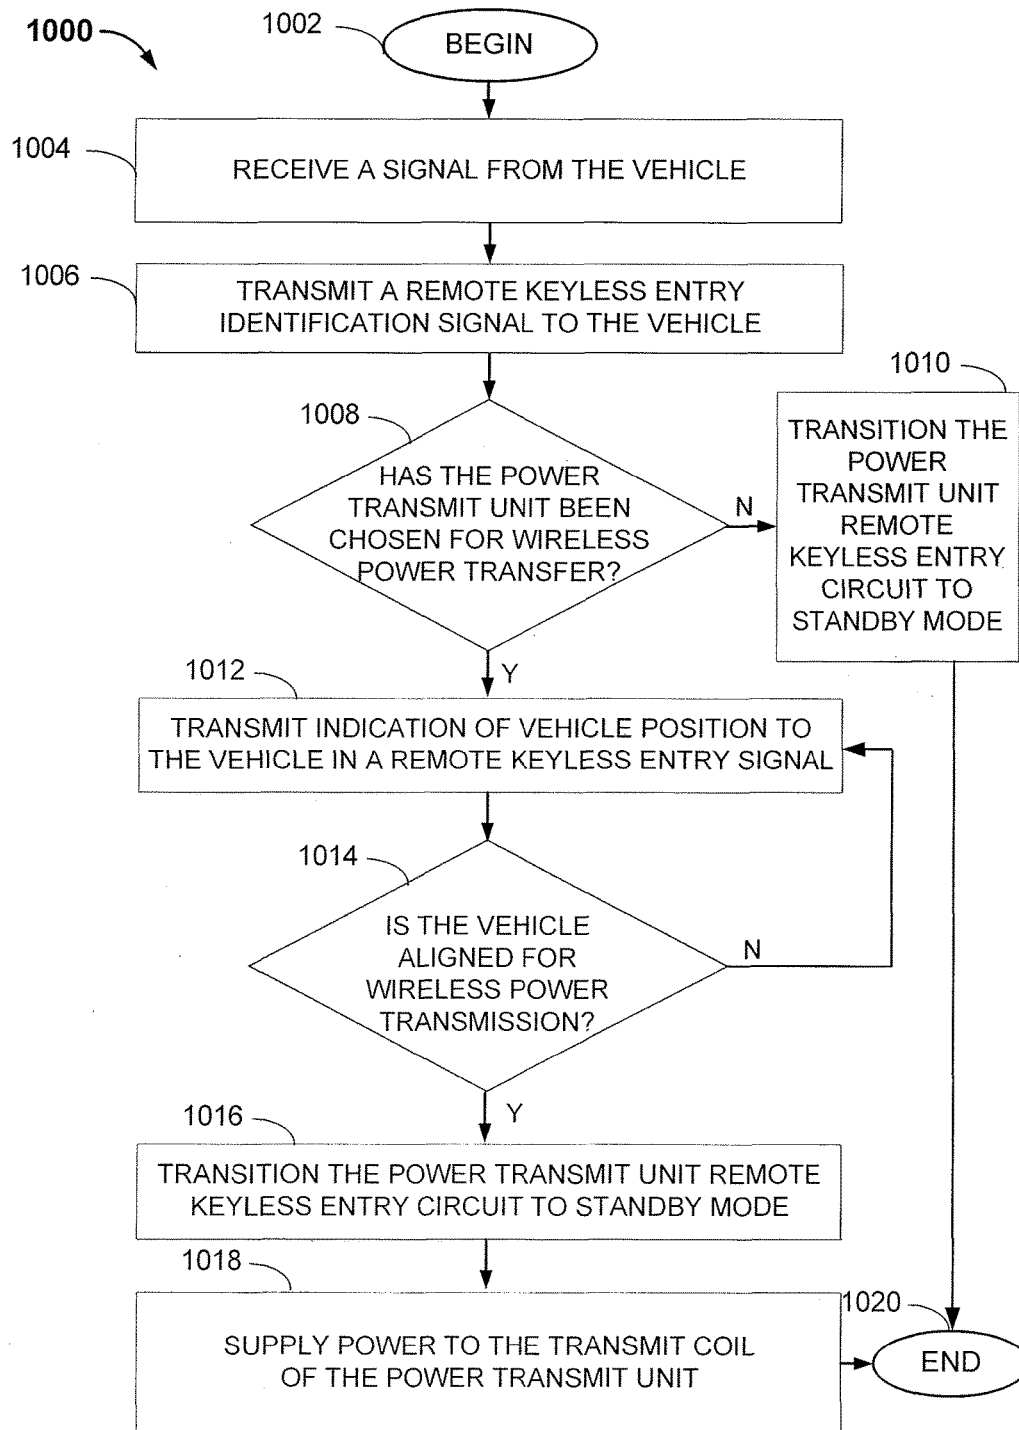 1000
1002
BEGIN
1004
RECEIVE A SIGNAL FROM THE VEHICLE
1006
TRANSMIT A REMOTE KEYLESS ENTRY
IDENTIFICATION SIGNAL TO THE VEHICLE
1008
HAS THE POWER
TRANSMIT UNIT BEEN
CHOSEN FOR WIRELESS
POWER TRANSFER?
N
1010
TRANSITION THE
POWER
TRANSMIT UNIT
REMOTE
KEYLESS ENTRY
CIRCUIT TO
STANDBY MODE
Y
1012
TRANSMIT INDICATION OF VEHICLE POSITION TO
THE VEHICLE IN A REMOTE KEYLESS ENTRY SIGNAL
1014
IS THE VEHICLE
ALIGNED FOR
WIRELESS POWER
TRANSMISSION?
N
Y
1016
TRANSITION THE POWER TRANSMIT UNIT REMOTE
KEYLESS ENTRY CIRCUIT TO STANDBY MODE
1018
SUPPLY POWER TO THE TRANSMIT COIL
OF THE POWER TRANSMIT UNIT
1020
END